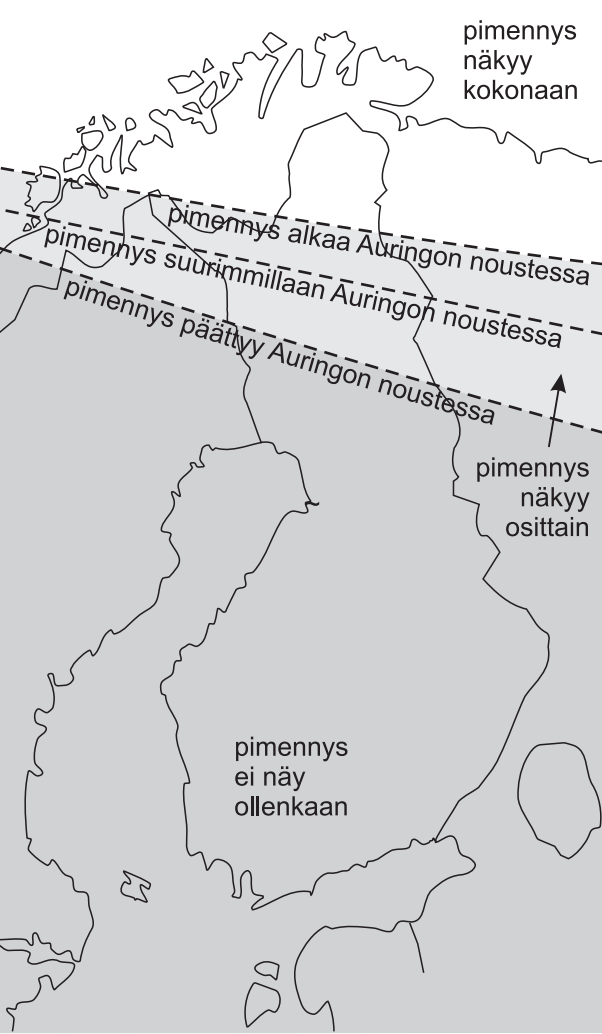 pimennys
näkyy
kokonaan
pimennys alkaa Auringon noustessa
pimennys suurimmillaan Auringon noustessa
pimennys päättyy Auringon noustessa
pimennys
näkyy
osittain
pimennys
ei näy
ollenkaan